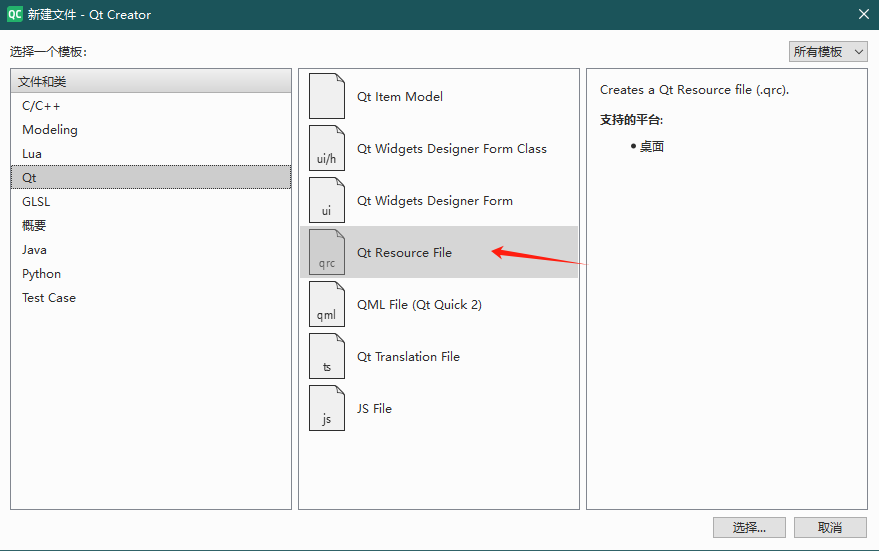 QC 新建文件 - Qt Creator
选择一个模板:
所有模板
文件和类
C/C++
Modeling
Lua
Qt
GLSL
概要
Java
Python
Test Case
Qt Item Model
ui/h
Qt Widgets Designer Form Class
ui
Qt Widgets Designer Form
qrc
Qt Resource File
qml
QML File (Qt Quick 2)
ts
Qt Translation File
js
JS File
Creates a Qt Resource file (.qrc).
支持的平台:
• 桌面
选择...
取消